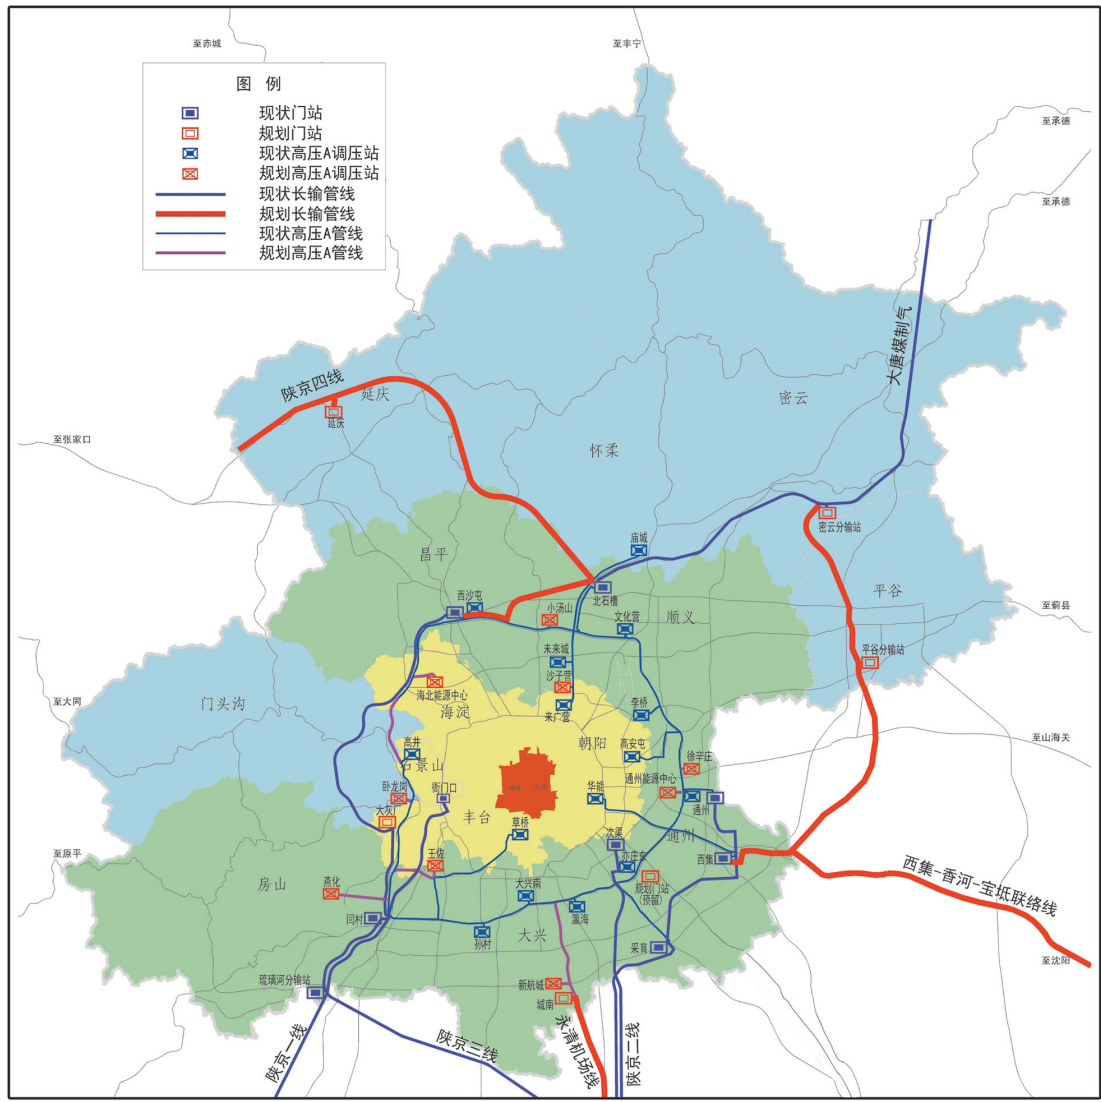 至赤城
至丰宁
图 例
现状门站
规划门站
现状高压A调压站
规划高压A调压站
现状长输管线
规划长输管线
现状高压A管线
规划高压A管线
至承德
至承德
大唐煤制气
陕京四线
延庆
延庆
密云
怀柔
至张家口
密云分输站
庙城
昌平
北石槽
平谷
西沙屯
小汤山
文化营
顺义
至蓟县
未来城
平谷分输站
沙子营
门头沟
海北能源中心
海淀
来广营
李桥
至大同
朝阳
高井
高安屯
至山海关
石景山
徐辛庄
通州能源中心
卧龙岗
衙门口
华能
通州
大灰厂
丰台
草桥
次渠
通州
至原平
王佐
亦庄东
西集
西集-香河-宝坻联络线
房山
燕化
大兴南
规划门站
(预留)
闫村
瀛海
孙村
大兴
采育
至沈阳
琉璃河分输站
新航城
城南
陕京一线
陕京三线
永清机场线
陕京二线